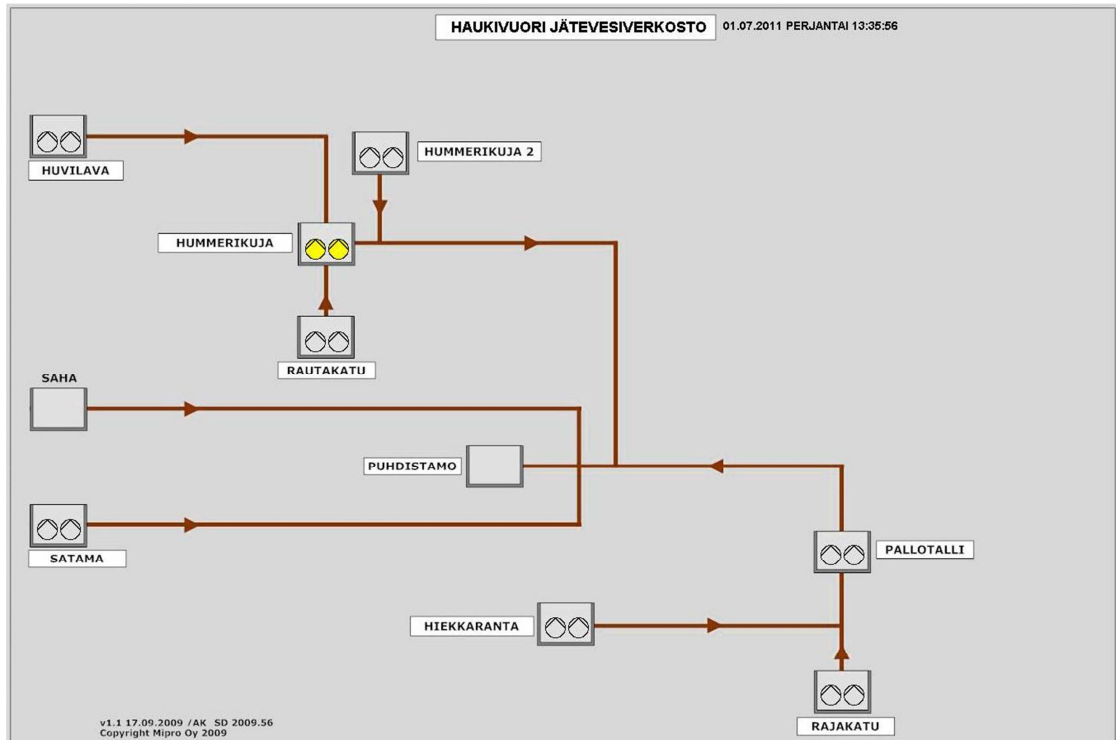 HAUKIVUORI JÄTEVESIVERKOSTO 01.07.2011 PERJANTAI 13:35:56
HUVILAVA
HUMMERIKUJA 2
HUMMERIKUJA
RAUTAKATU
SAHA
PUHDISTAMO
SATAMA
PALLOTALLI
HIEKKARANTA
RAJAKATU
v1.1 17.09.2009 /AK SD 2009.56
Copyright Mipro Oy 2009